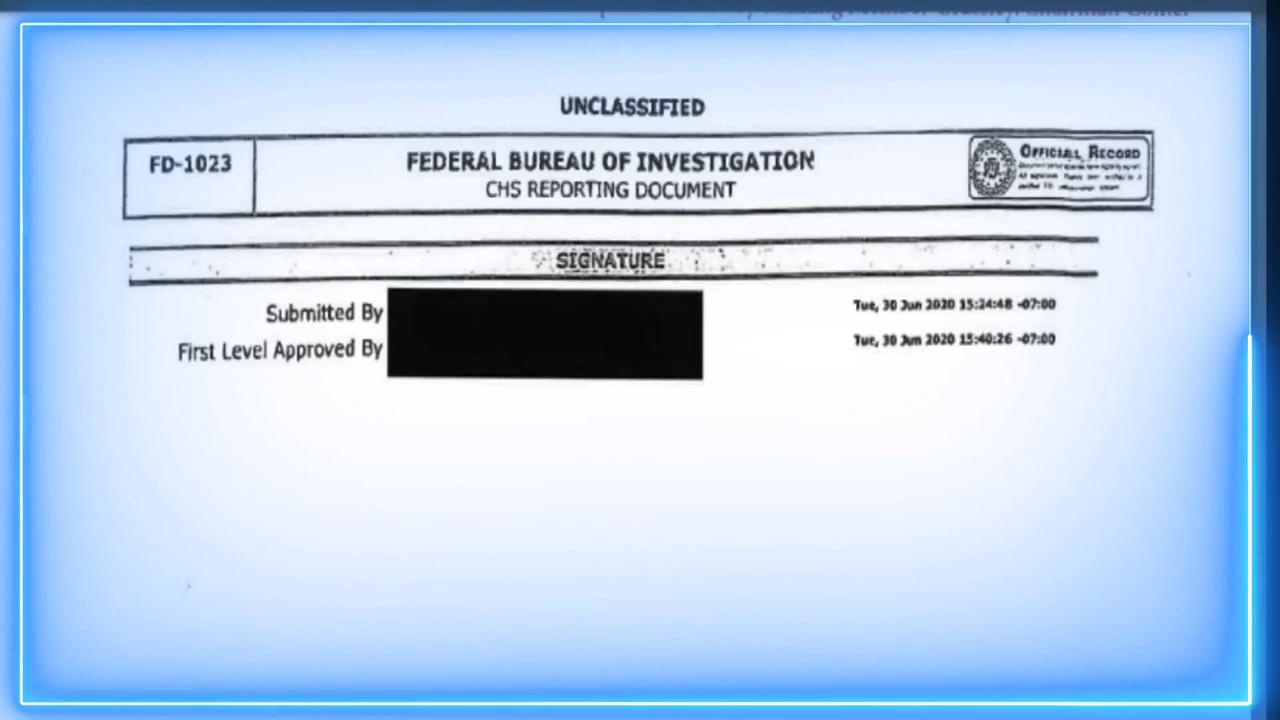 UNCLASSIFIED
FD-1023
FEDERAL BUREAU OF INVESTIGATION
CHS REPORTING DOCUMENT
OFFICIAL RECORD
SIGNATURE
Submitted By
Tue, 30 Jun 2020 15:24:48 -07:00
First Level Approved By
Tue, 30 Jun 2020 15:40:26 -07:00